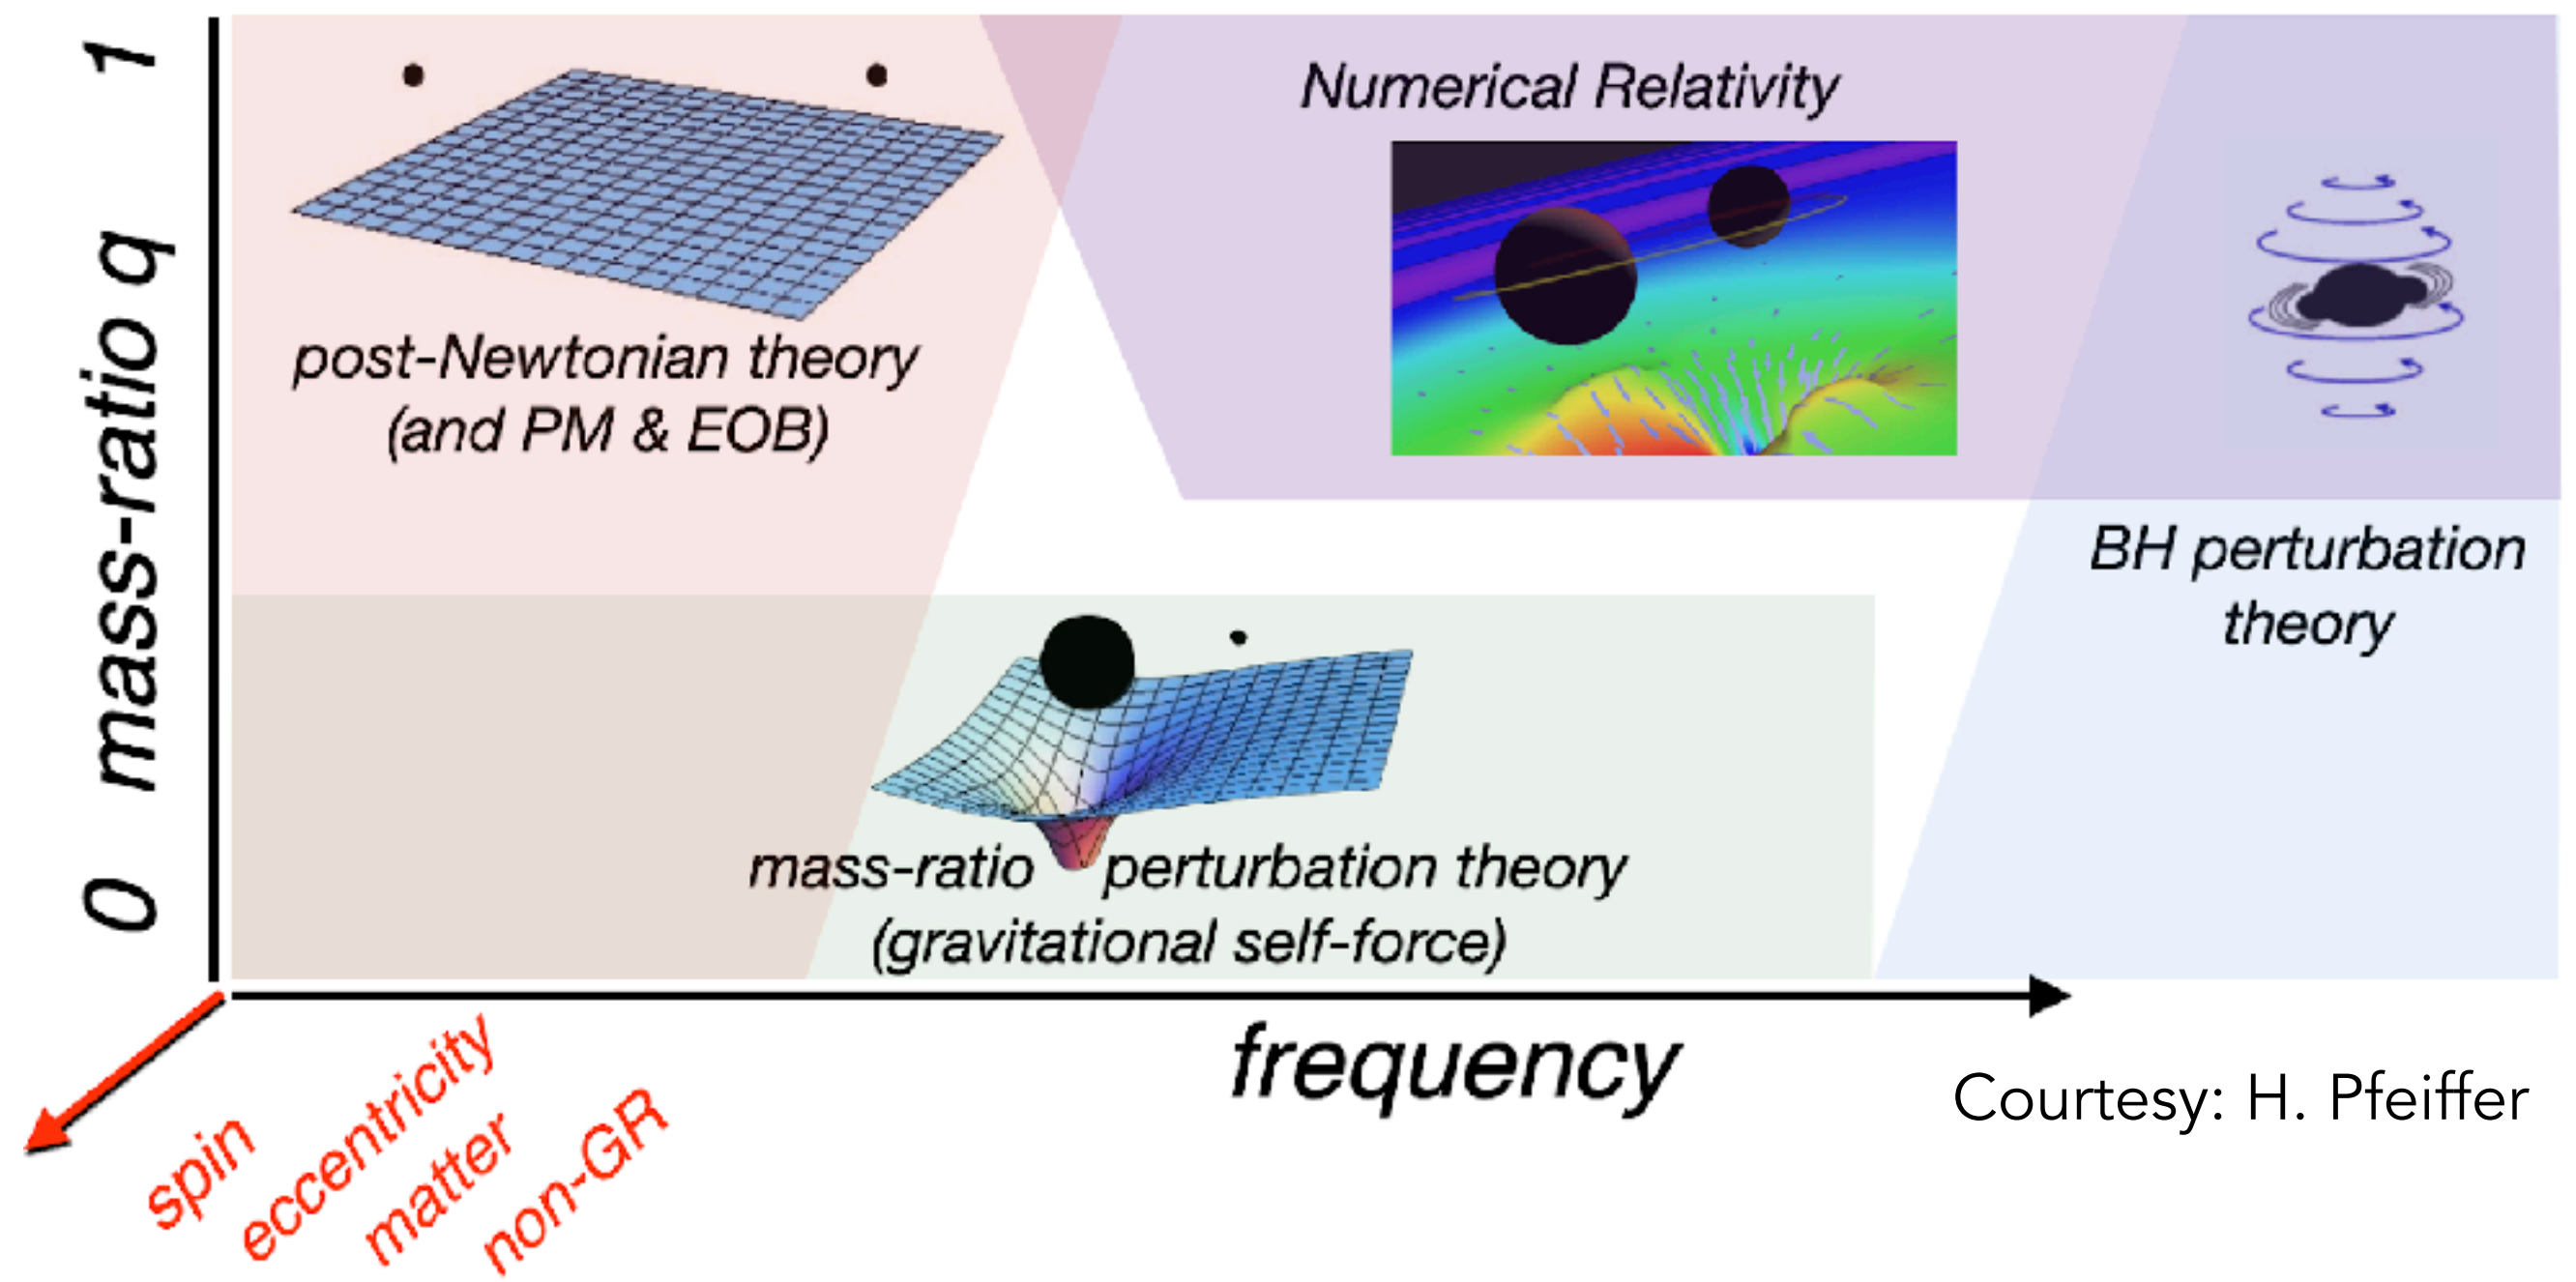 0 mass-ratio q 1
post-Newtonian theory
(and PM & EOB)
Numerical Relativity
BH perturbation
theory
mass-ratio perturbation theory
(gravitational self-force)
frequency
spin
eccentricity
matter
non-GR
Courtesy: H. Pfeiffer